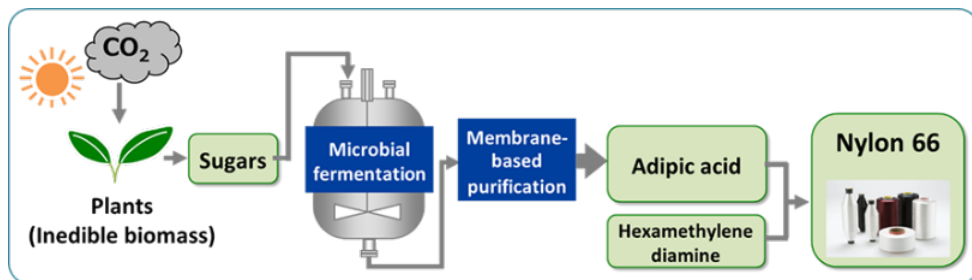 CO2
Plants
(Inedible biomass)
Sugars
Microbial
fermentation
Membrane-
based
purification
Adipic acid
Hexamethylene
diamine
Nylon 66